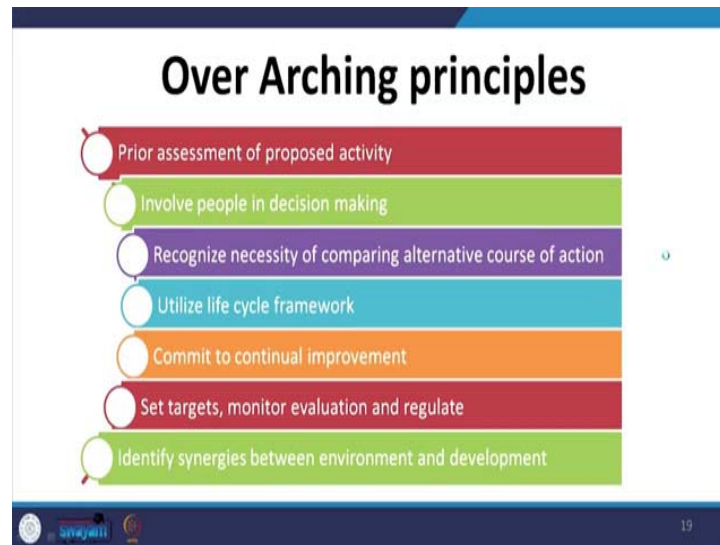 Over Arching principles
Prior assessment of proposed activity
Involve people in decision making
Recognize necessity of comparing alternative course of action
Utilize life cycle framework
Commit to continual improvement
Set targets, monitor evaluation and regulate
Identify synergies between environment and development
swayam
19